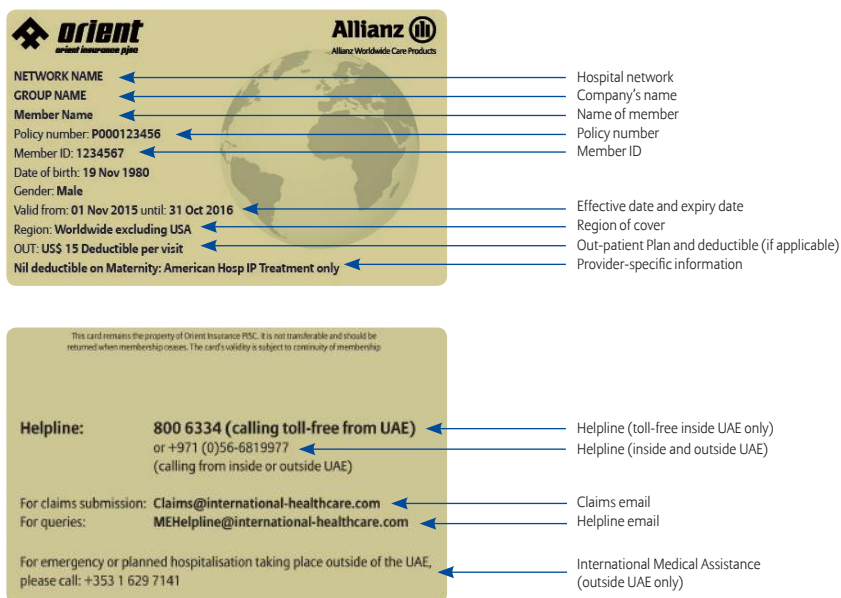 orient
orient insurance pjsc
Allianz
Allianz Worldwide Care Products
NETWORK NAME
Hospital network
GROUP NAME
Company's name
Member Name
Name of member
Policy number: P000123456
Policy number
Member ID: 1234567
Member ID
Date of birth: 19 Nov 1980
Gender: Male
Valid from: 01 Nov 2015 until: 31 Oct 2016
Effective date and expiry date
Region: Worldwide excluding USA
Region of cover
OUT: US$ 15 Deductible per visit
Out-patient Plan and deductible (if applicable)
Nil deductible on Maternity: American Hosp IP Treatment only
Provider-specific information
This card remains the property of Orient Insurance PJSC. It is not transferable and should be
returned when membership ceases. The card's validity is subject to continuity of membership
Helpline: 800 6334 (calling toll-free from UAE)
Helpline (toll-free inside UAE only)
or +971 (0)56-6819977
Helpline (inside and outside UAE)
(calling from inside or outside UAE)
For claims submission: Claims@international-healthcare.com
Claims email
For queries: MEHelpline@international-healthcare.com
Helpline email
For emergency or planned hospitalisation taking place outside of the UAE,
please call: +353 1 629 7141
International Medical Assistance
(outside UAE only)